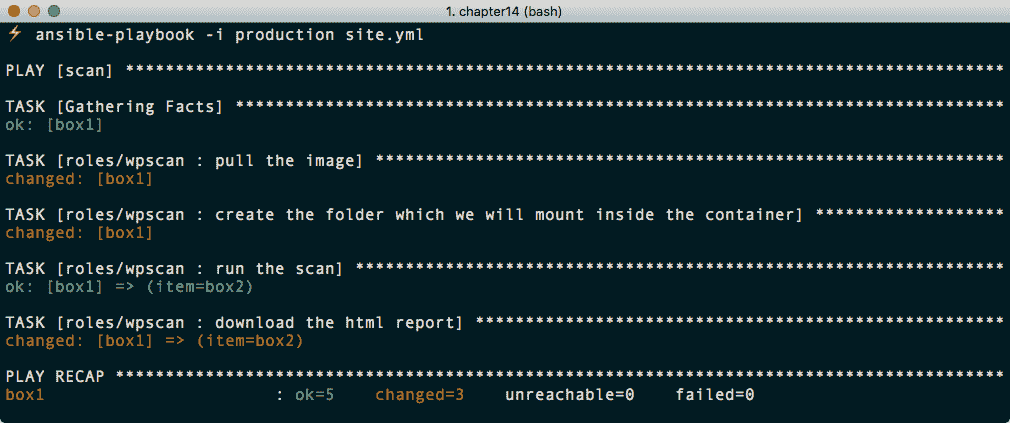 1. chapter14 (bash)
⚡ ansible-playbook -i production site.yml
PLAY [scan] ****************************************************************************************
TASK [Gathering Facts] *****************************************************************************
ok: [box1]
TASK [roles/wpscan : pull the image] ***************************************************************
changed: [box1]
TASK [roles/wpscan : create the folder which we will mount inside the container] *******************
changed: [box1]
TASK [roles/wpscan : run the scan] *****************************************************************
ok: [box1] => (item=box2)
TASK [roles/wpscan : download the html report] *****************************************************
changed: [box1] => (item=box2)
PLAY RECAP *****************************************************************************************
box1                       : ok=5    changed=3    unreachable=0    failed=0